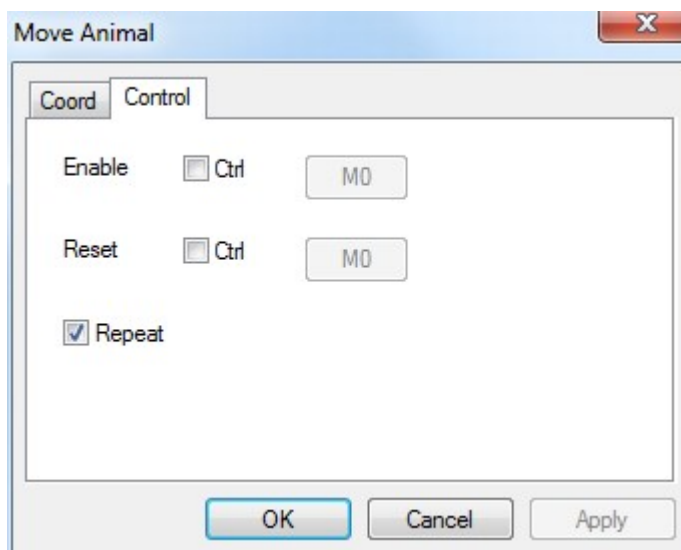 Move Animal
Coord Control
Enable Ctrl M0
Reset Ctrl M0
Repeat
OK Cancel Apply